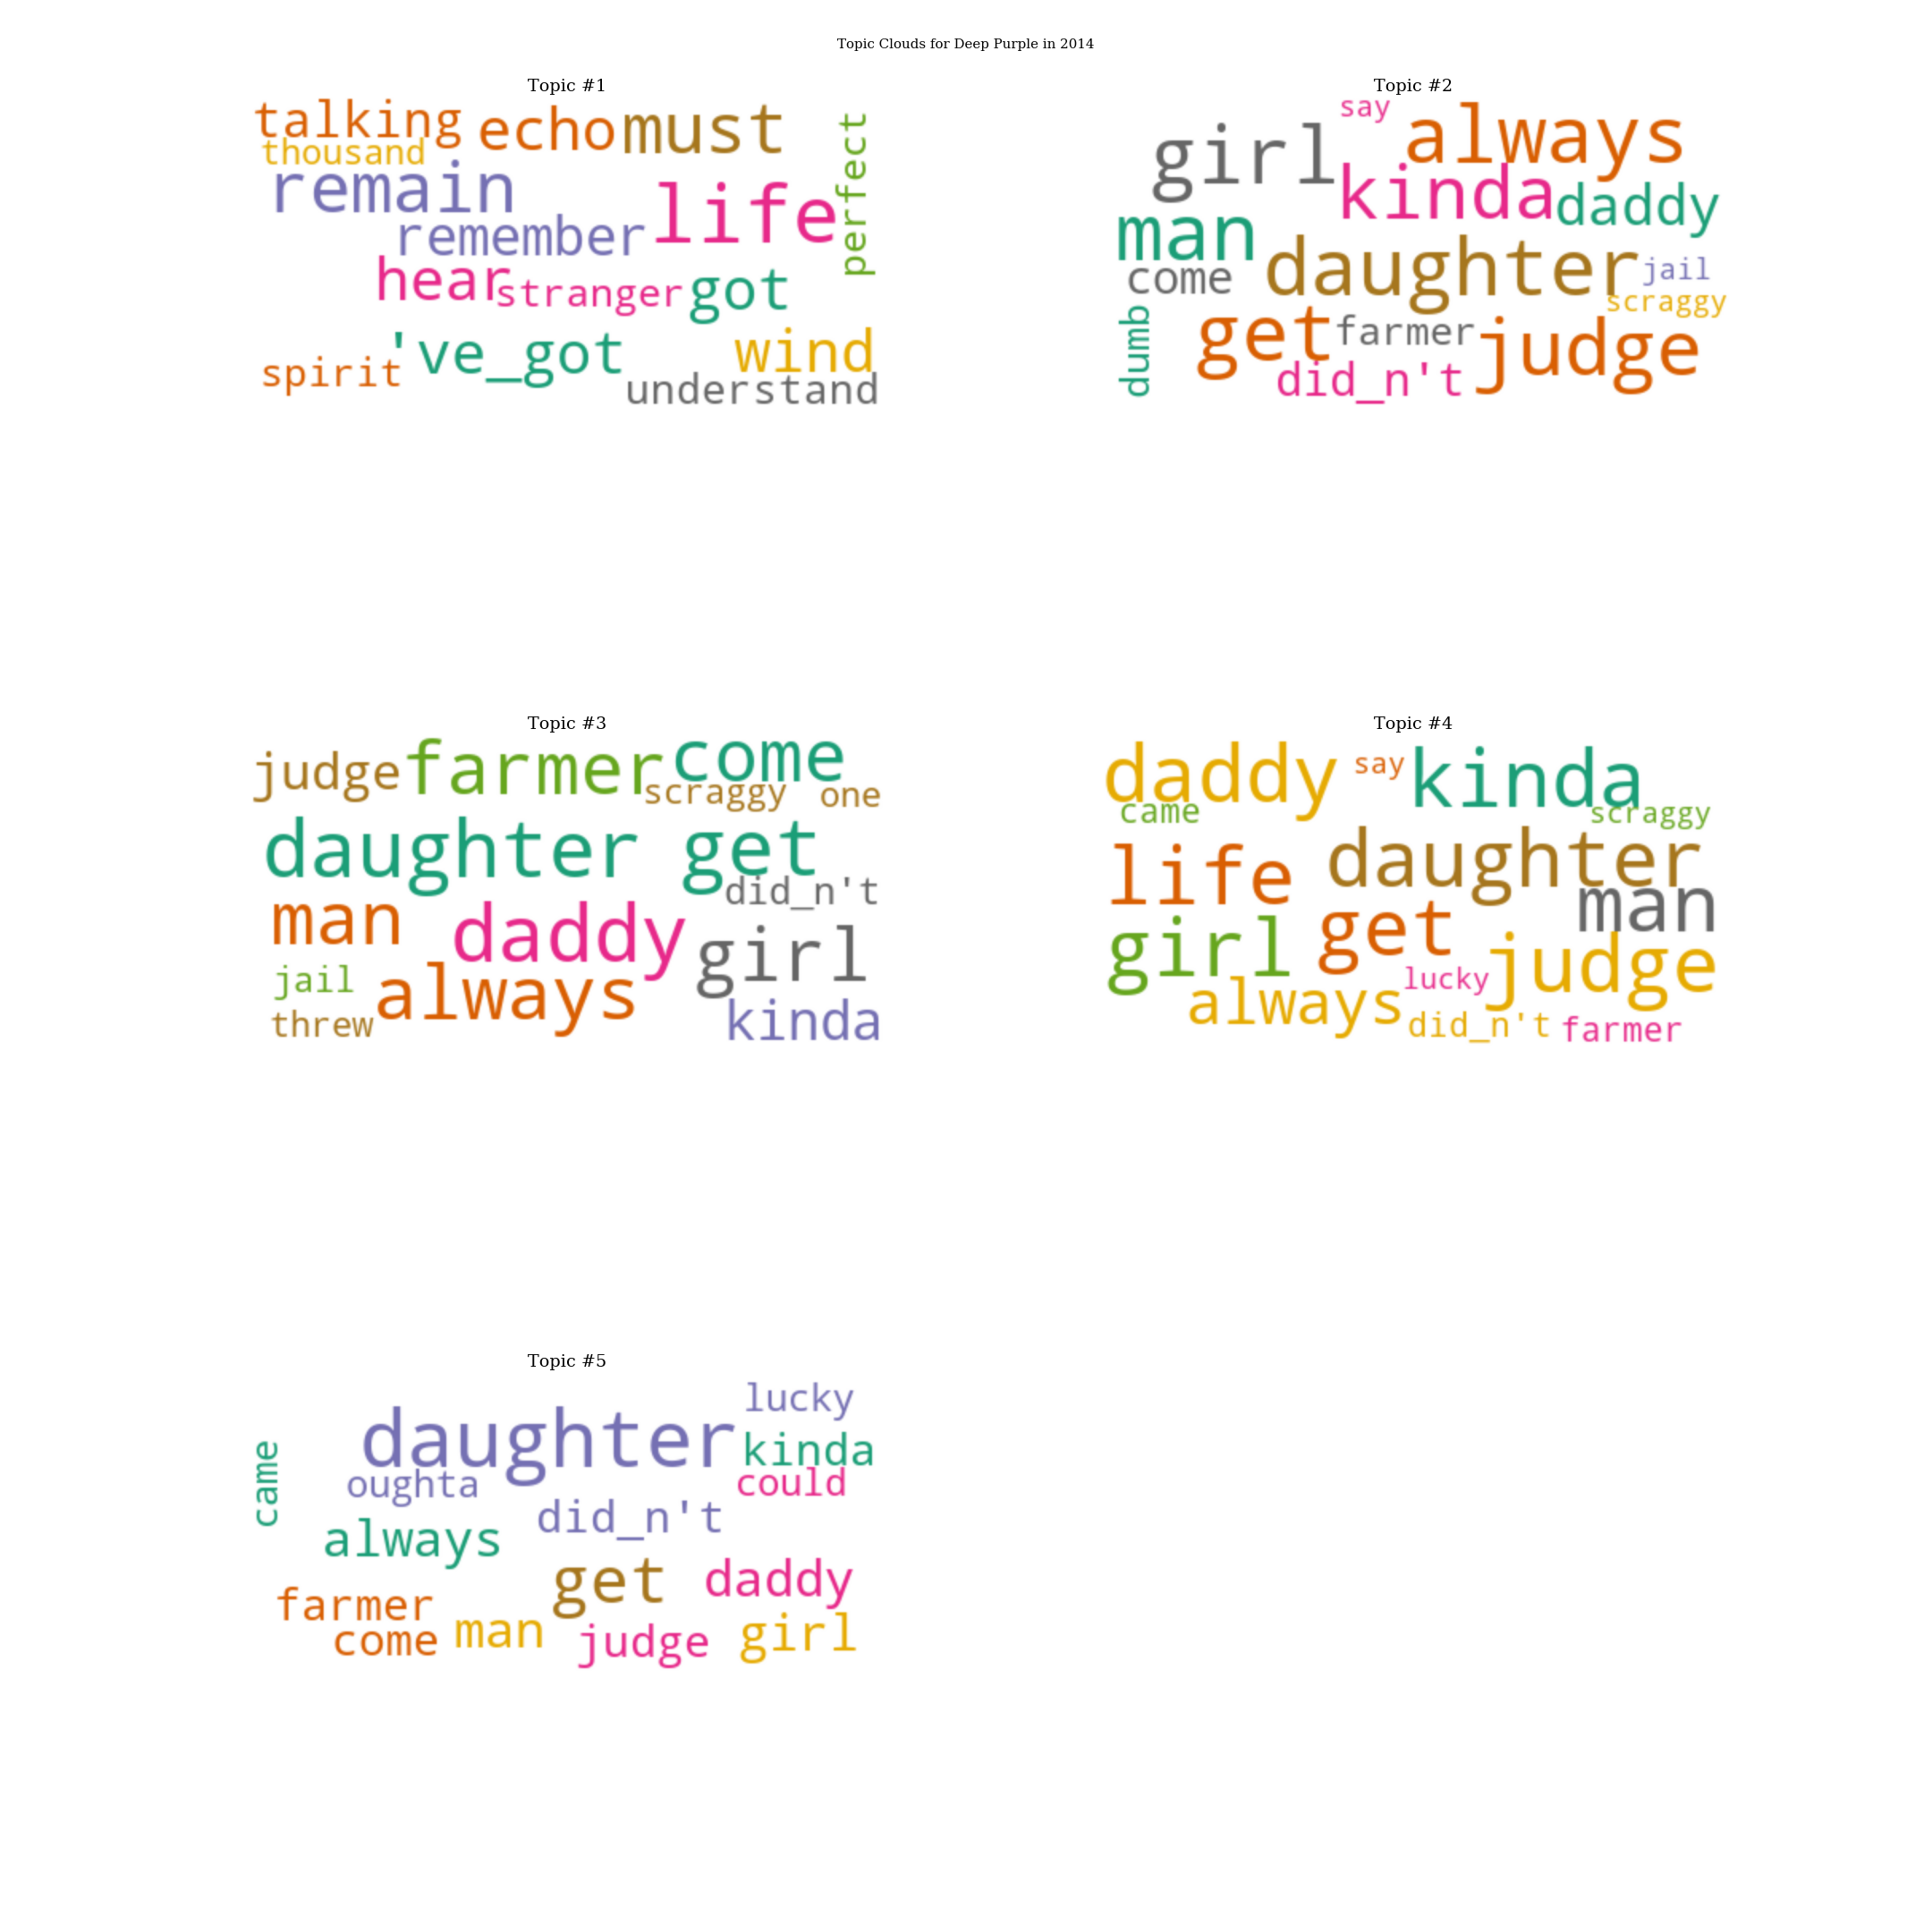 Topic Clouds for Deep Purple in 2014
Topic #1
talking echo must perfect
thousand
remain
remember life
hear stranger got
've_got wind
spirit understand
Topic #2
say
girl always
kinda daddy
man
come daughter jail
scraggy
dumb get farmer judge
did_n't
Topic #3
judge farmer come
scraggy one
daughter get
did_n't
man daddy girl
jail always
threw kinda
Topic #4
daddy say kinda
came scraggy
life daughter
man
girl get judge
lucky
always did_n't farmer
Topic #5
lucky
daughter kinda
came oughta could
did_n't
always
get daddy
farmer
come man judge girl